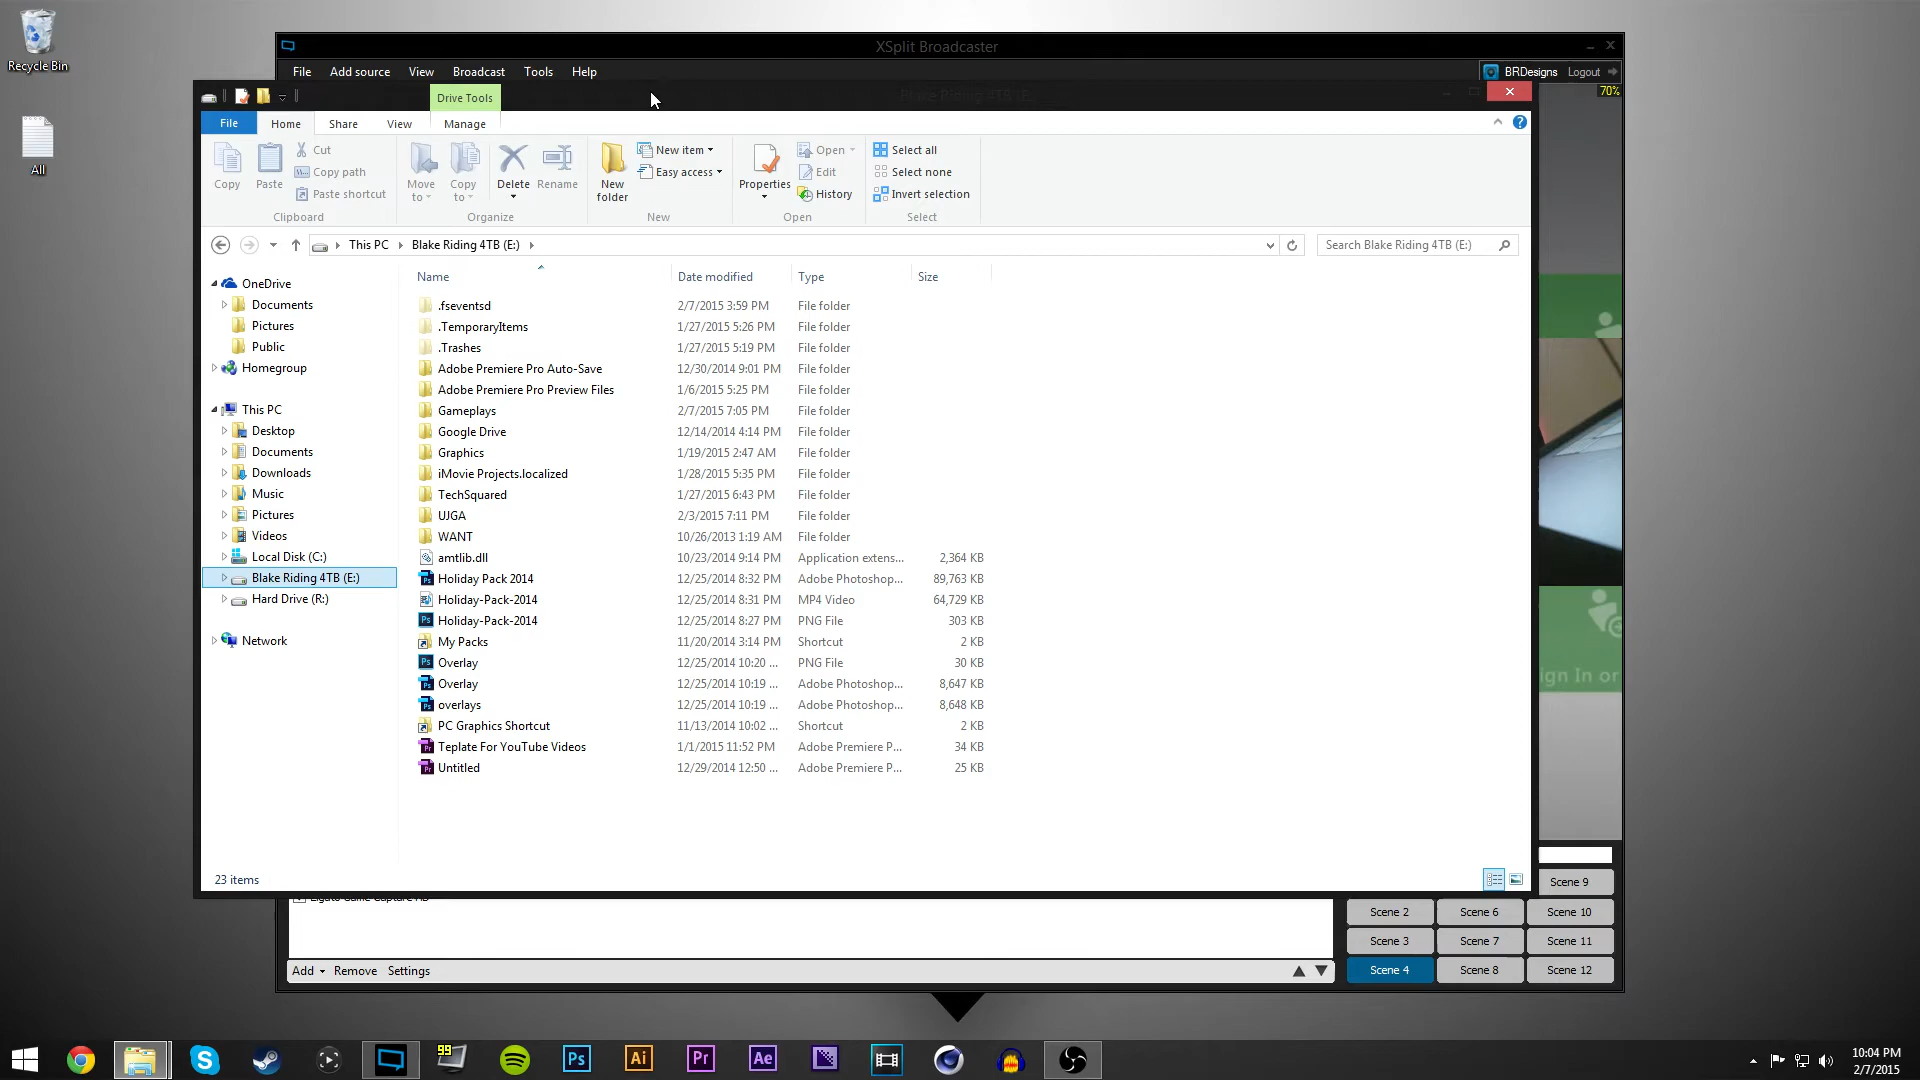 Recycle Bin
All
XSplit Broadcaster
File Add source View Broadcast Tools Help
BRDesigns Logout
70%
Drive Tools
Blake Riding 4TB (E:)
File Home Share View Manage
Copy
Paste
Cut
Copy path
Paste shortcut
Clipboard
Move to
Copy to
Delete
Rename
Organize
New folder
New item
Easy access
New
Properties
Open
Edit
History
Open
Select all
Select none
Invert selection
Select
This PC Blake Riding 4TB (E:)
Search Blake Riding 4TB (E:)
OneDrive
Documents
Pictures
Public
Homegroup
This PC
Desktop
Documents
Downloads
Music
Pictures
Videos
Local Disk (C:)
Blake Riding 4TB (E:)
Hard Drive (R:)
Network
Name Date modified Type Size
.fseventsd 2/7/2015 3:59 PM File folder
.TemporaryItems 1/27/2015 5:26 PM File folder
.Trashes 1/27/2015 5:19 PM File folder
Adobe Premiere Pro Auto-Save 12/30/2014 9:01 PM File folder
Adobe Premiere Pro Preview Files 1/6/2015 5:25 PM File folder
Gameplays 2/7/2015 7:05 PM File folder
Google Drive 12/14/2014 4:14 PM File folder
Graphics 1/19/2015 2:47 AM File folder
iMovie Projects.localized 1/28/2015 5:35 PM File folder
TechSquared 1/27/2015 6:43 PM File folder
UJGA 2/3/2015 7:11 PM File folder
WANT 10/26/2013 1:19 AM File folder
amtlib.dll 10/23/2014 9:14 PM Application extens... 2,364 KB
Holiday Pack 2014 12/25/2014 8:32 PM Adobe Photoshop... 89,763 KB
Holiday-Pack-2014 12/25/2014 8:31 PM MP4 Video 64,729 KB
Holiday-Pack-2014 12/25/2014 8:27 PM PNG File 303 KB
My Packs 11/20/2014 3:14 PM Shortcut 2 KB
Overlay 12/25/2014 10:20 ... PNG File 30 KB
Overlay 12/25/2014 10:19 ... Adobe Photoshop... 8,647 KB
overlays 12/25/2014 10:19 ... Adobe Photoshop... 8,648 KB
PC Graphics Shortcut 11/13/2014 10:02 ... Shortcut 2 KB
Teplate For YouTube Videos 1/1/2015 11:52 PM Adobe Premiere P... 34 KB
Untitled 12/29/2014 12:50 ... Adobe Premiere P... 25 KB
23 items
ign In or
Scene 9
Scene 2 Scene 6 Scene 10
Scene 3 Scene 7 Scene 11
Scene 4 Scene 8 Scene 12
Add Remove Settings
99
Ps Ai Pr Ae
10:04 PM
2/7/2015